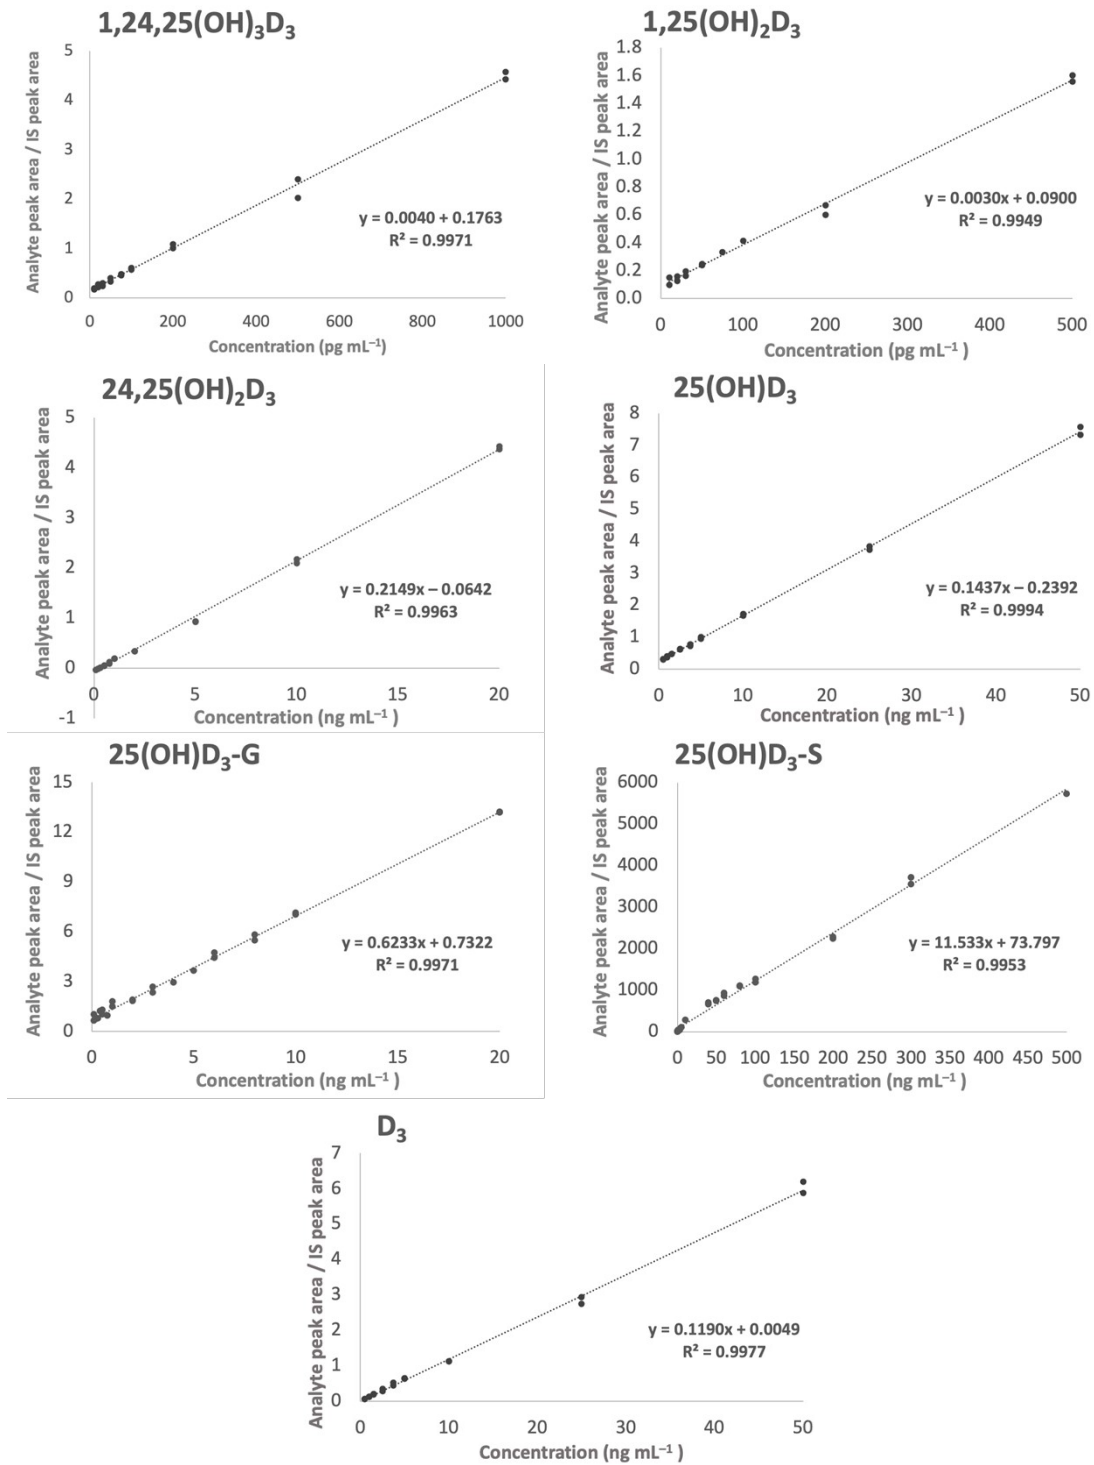 1,24,25(OH)₃D₃
Analyte peak area / IS peak area
5
4
3
2
1
0
y = 0.0040 + 0.1763
R² = 0.9971
0 200 400 600 800 1000
Concentration (pg mL⁻¹)
1,25(OH)₂D₃
Analyte peak area / IS peak area
1.8
1.6
1.4
1.2
1.0
0.8
0.6
0.4
0.2
0.0
y = 0.0030x + 0.0900
R² = 0.9949
0 100 200 300 400 500
Concentration (pg mL⁻¹ )
24,25(OH)₂D₃
Analyte peak area / IS peak area
5
4
3
2
1
0
-1
y = 0.2149x – 0.0642
R² = 0.9963
0 5 10 15 20
Concentration (ng mL⁻¹ )
25(OH)D₃
Analyte peak area / IS peak area
8
7
6
5
4
3
2
1
0
y = 0.1437x – 0.2392
R² = 0.9994
0 10 20 30 40 50
Concentration (ng mL⁻¹ )
25(OH)D₃-G
Analyte peak area / IS peak area
15
12
9
6
3
0
y = 0.6233x + 0.7322
R² = 0.9971
0 5 10 15 20
Concentration (ng mL⁻¹ )
25(OH)D₃-S
Analyte peak area / IS peak area
6000
5000
4000
3000
2000
1000
0
y = 11.533x + 73.797
R² = 0.9953
0 50 100 150 200 250 300 350 400 450 500
Concentration (ng mL⁻¹ )
D₃
Analyte peak area / IS peak area
7
6
5
4
3
2
1
0
y = 0.1190x + 0.0049
R² = 0.9977
0 10 20 30 40 50
Concentration (ng mL⁻¹ )